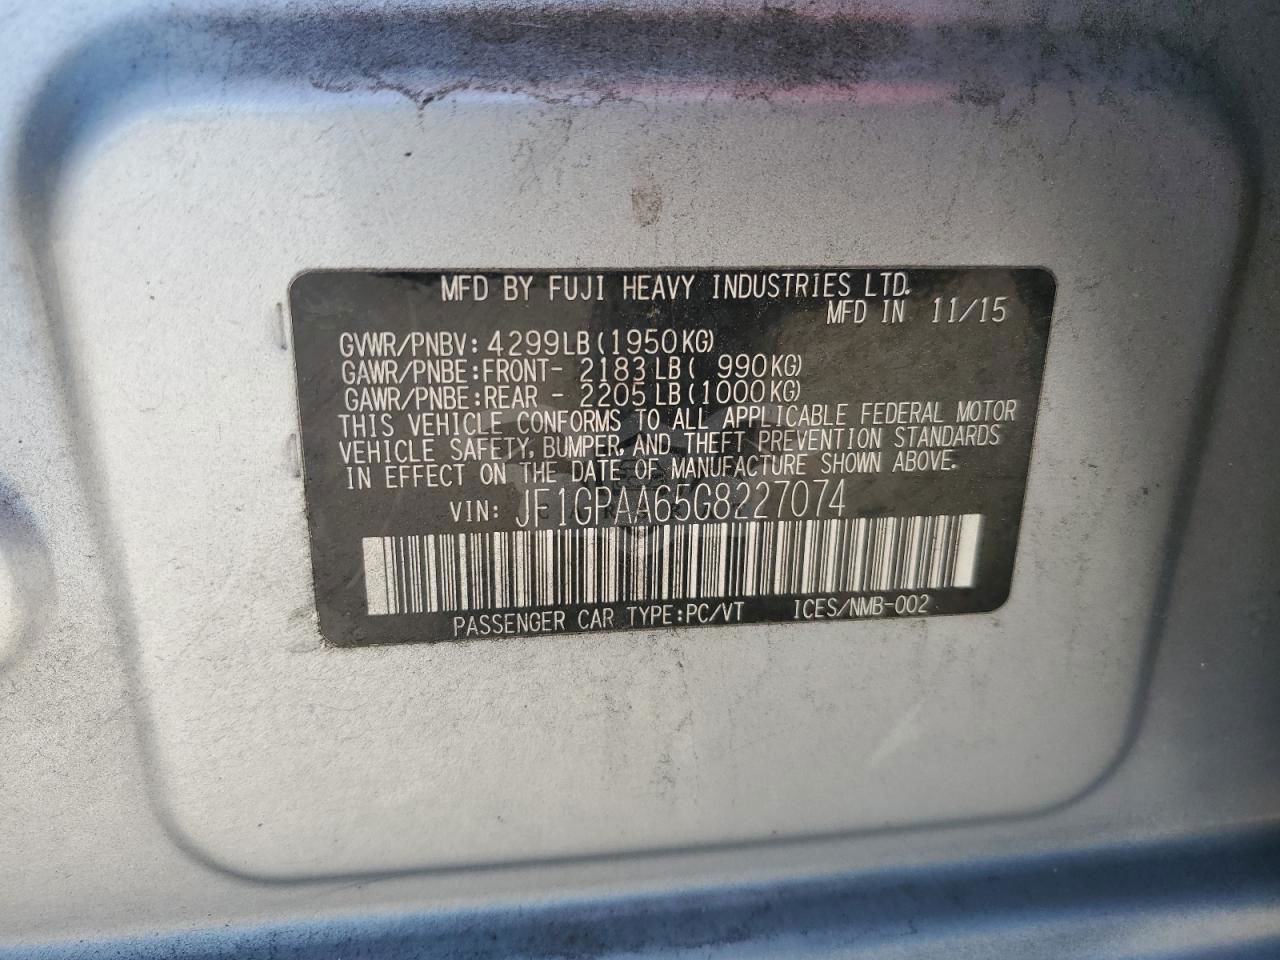 MFD BY FUJI HEAVY INDUSTRIES LTD.
MFD IN 11/15
GVWR/PNBV: 4299LB(1950KG)
GAWR/PNBE:FRONT- 2183LB( 990KG)
GAWR/PNBE:REAR - 2205LB(1000KG)
THIS VEHICLE CONFORMS TO ALL APPLICABLE FEDERAL MOTOR
VEHICLE SAFETY, BUMPER, AND THEFT PREVENTION STANDARDS
IN EFFECT ON THE DATE OF MANUFACTURE SHOWN ABOVE.
VIN: JF1GPAA65G8227074
PASSENGER CAR TYPE:PC/VT ICES/NMB-002